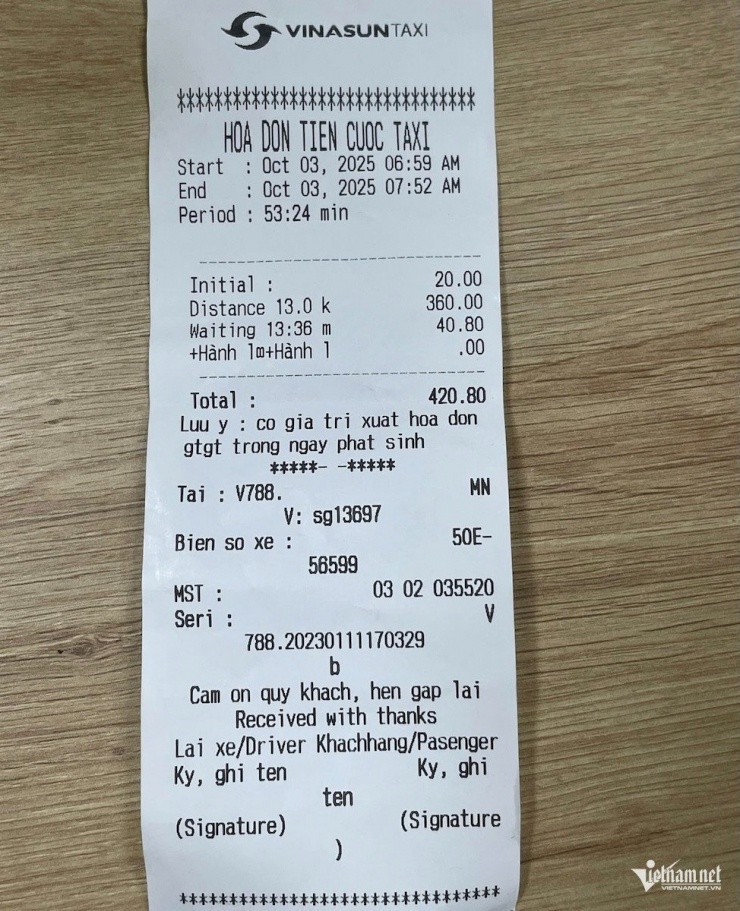 VINASUNTAXI
********************************
HOA DON TIEN CUOC TAXI
Start : Oct 03, 2025 06:59 AM
End : Oct 03, 2025 07:52 AM
Period : 53:24 min
Initial : 20.00
Distance 13.0 k 360.00
Waiting 13:36 m 40.80
+Hành lm+Hành l .00
Total : 420.80
Luu y : co gia tri xuat hoa don
gtgt trong ngay phat sinh
*****- -*****
Tai : V788. MN
V: sg13697
Bien so xe : 50E-
56599
MST : 03 02 035520
Seri : V
788.20230111170329
b
Cam on quy khach, hen gap lai
Received with thanks
Lai xe/Driver Khachhang/Pasenger
Ky, ghi ten Ky, ghi
ten
(Signature) (Signature
)
********************************
Vietnamnet
VIETNAMNET.VN